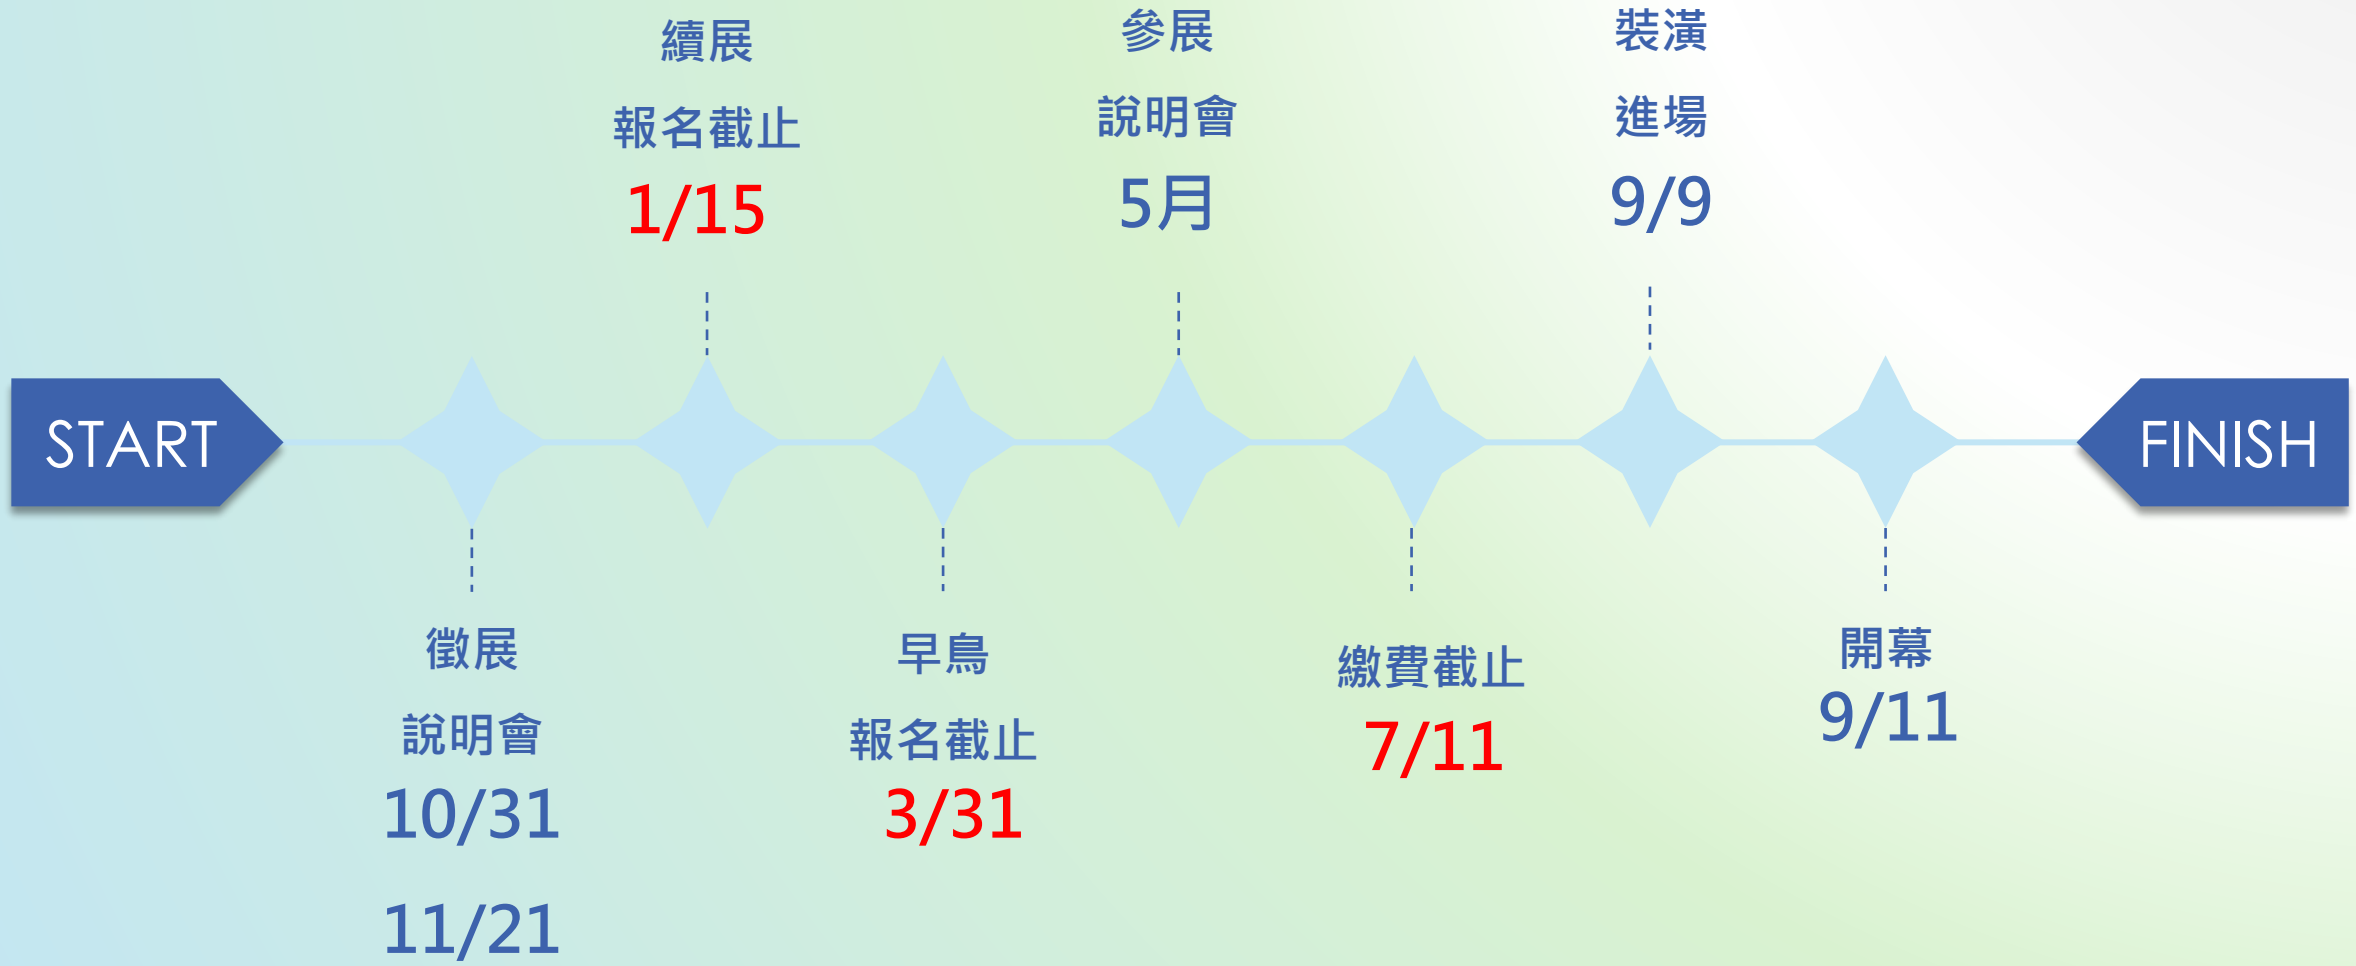 START
徵展
說明會
10/31
11/21
續展
報名截止
1/15
早鳥
報名截止
3/31
參展
說明會
5月
繳費截止
7/11
裝潢
進場
9/9
開幕
9/11
FINISH